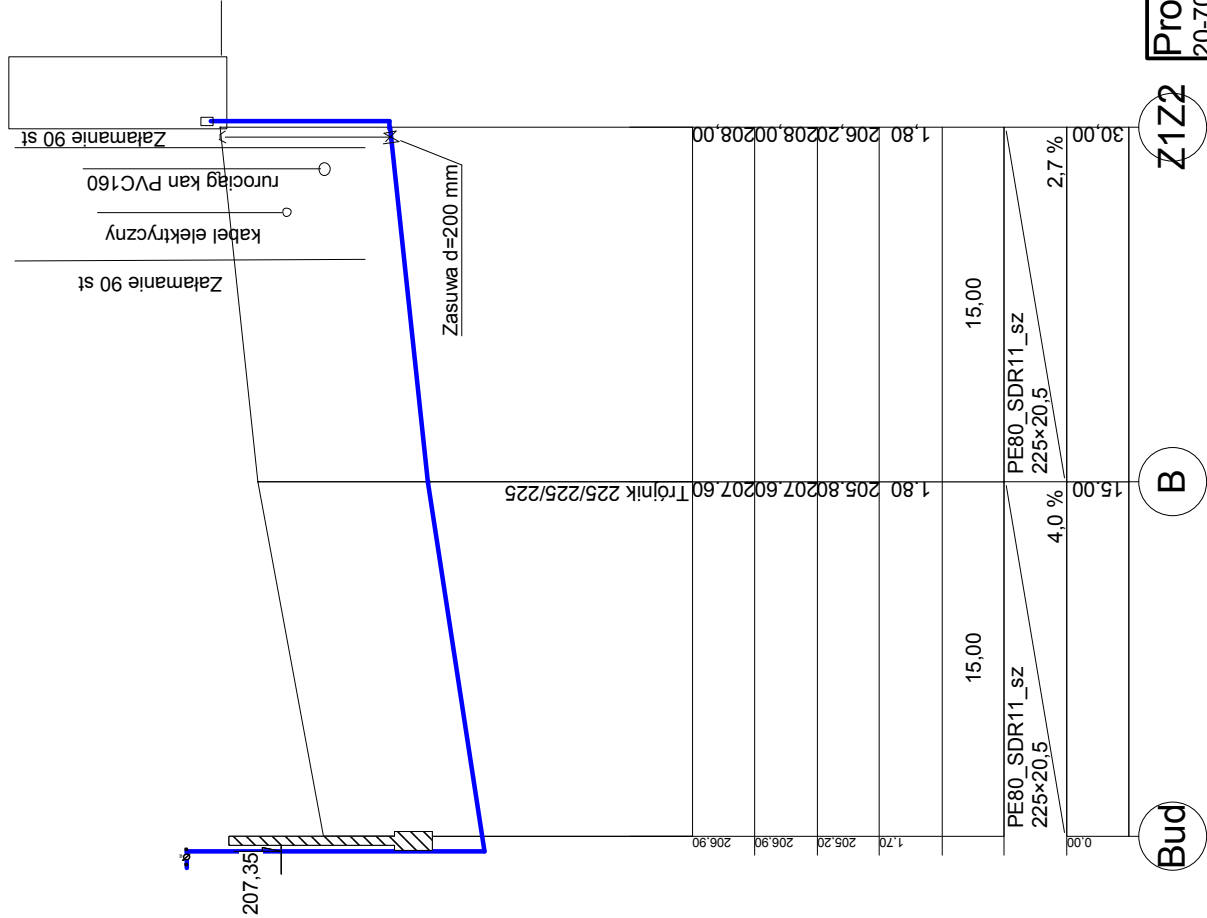 Załamanie 90 st
rurociąg kan PVC160
kabel elektryczny
Załamanie 90 st
Zasuwa d=200 mm
207,35
Trójnik 225/225/225
206,90
207,60
208,00
206,90
207,60
208,00
205,20
205,80
206,20
1,70
1,80
1,80
15,00
15,00
PE80_SDR11_sz
225×20,5
4,0 %
PE80_SDR11_sz
225×20,5
2,7 %
0,00
15,00
30,00
Bud
B
Z1Z2
Pro
20-70